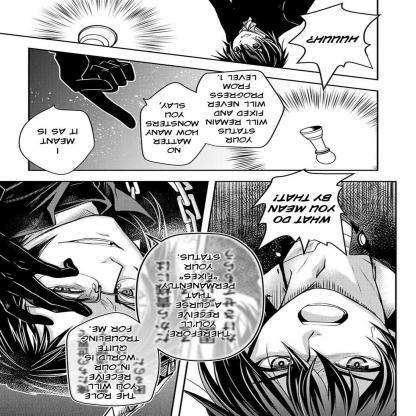 THE ROLE
YOU WILL
RECEIVE
IN OUR
WORLD IS
QUITE
TROUBLING
FOR ME.
THEREFORE!
YOU'LL
RECEIVE
A CURSE
THAT
PERMANENTLY
"FIXES"
YOUR
STATUS.
WHAT DO
YOU MEAN
BY THAT!
I
MEANT
IT AS IS
NO
MATTER
HOW MANY
MONSTERS
YOU
SLAY,
YOUR
STATUS
WILL REMAIN
FIXED AND
WILL NEVER
PROGRESS
FROM
LEVEL 1.
HUUUH?